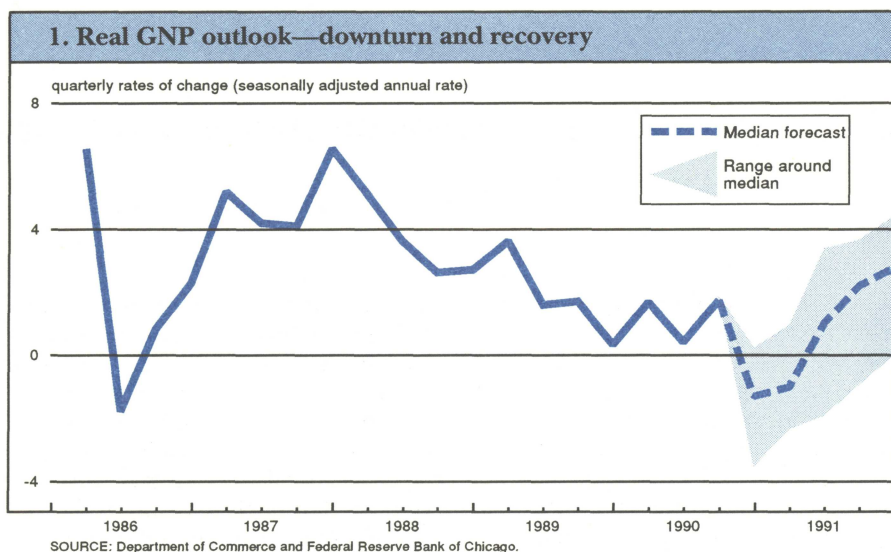 1. Real GNP outlook—downturn and recovery
quarterly rates of change (seasonally adjusted annual rate)
8
Median forecast
Range around
median
4
0
-4
1986 1987 1988 1989 1990 1991
SOURCE: Department of Commerce and Federal Reserve Bank of Chicago.